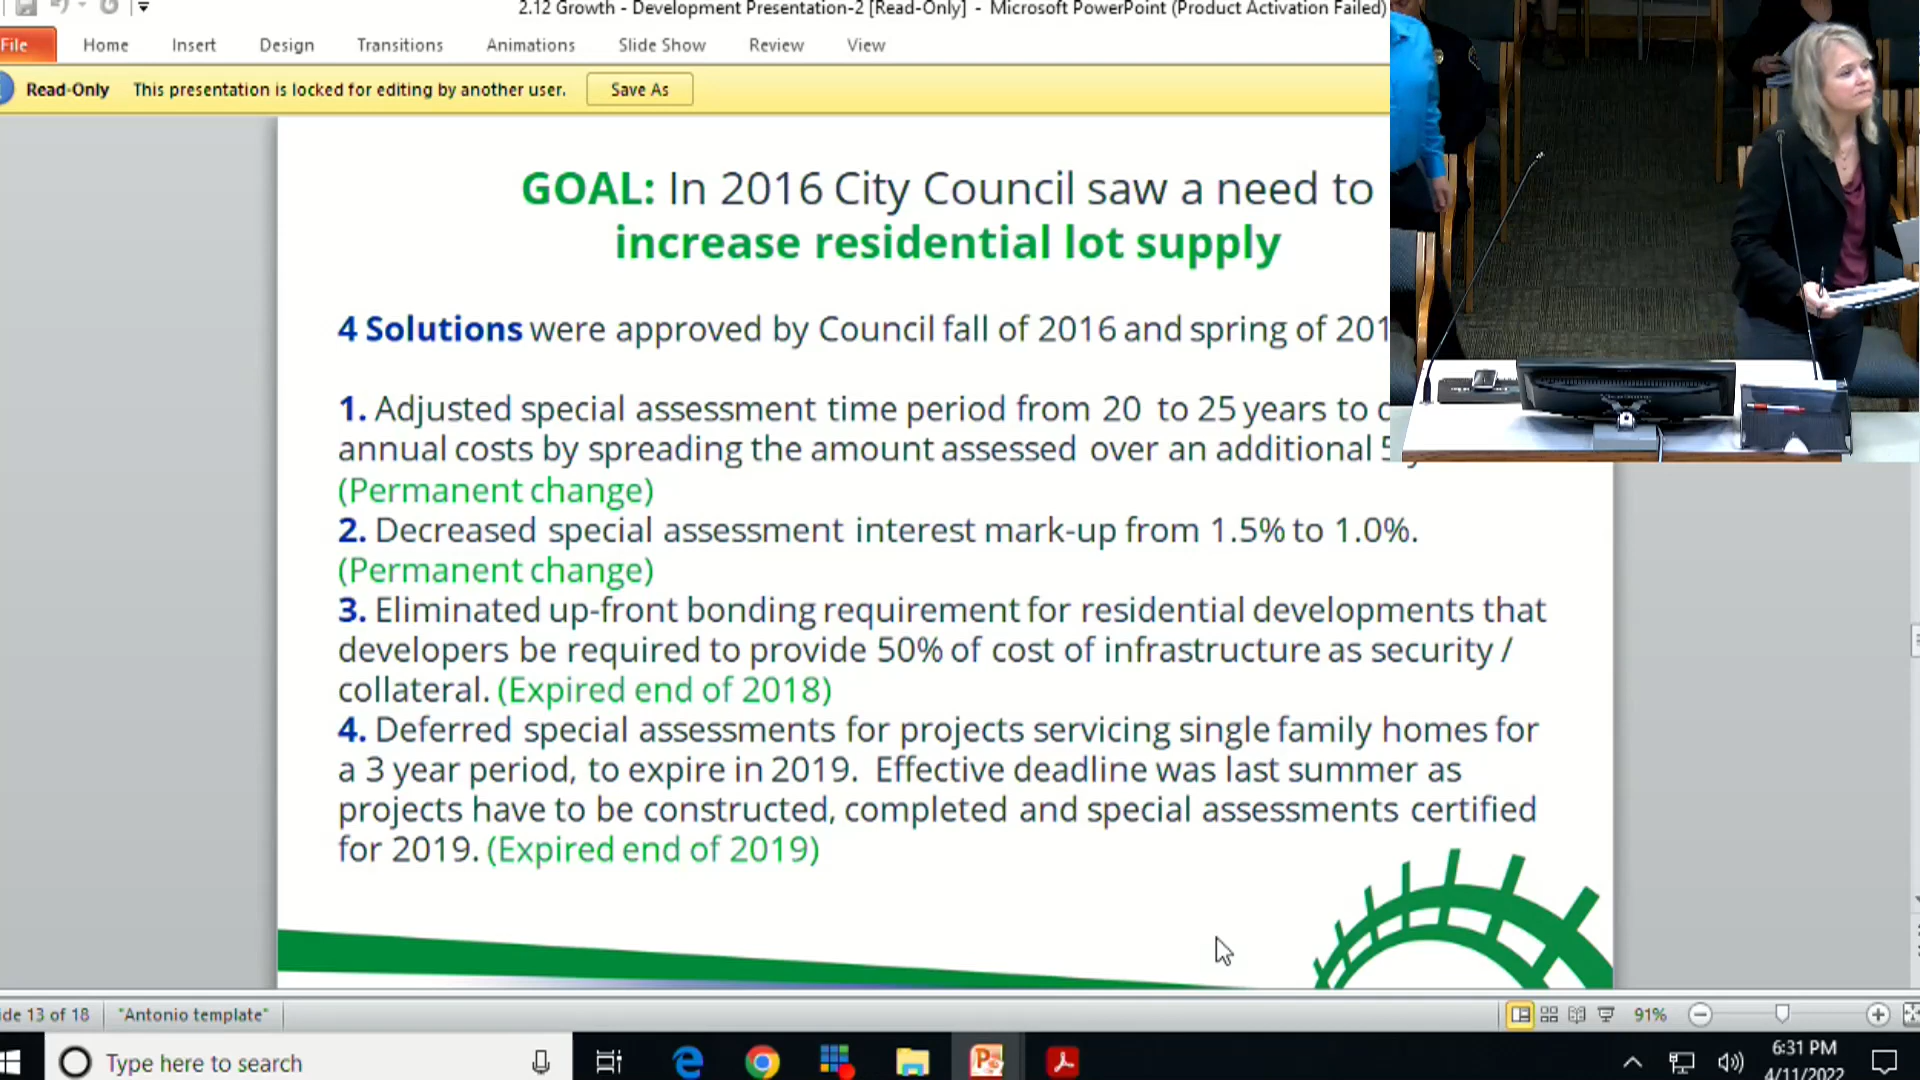 2.12 Growth - Development Presentation-2 [Read-Only] - Microsoft PowerPoint (Product Activation Failed)
File Home Insert Design Transitions Animations Slide Show Review View
Read-Only This presentation is locked for editing by another user. Save As
GOAL: In 2016 City Council saw a need to
increase residential lot supply
4 Solutions were approved by Council fall of 2016 and spring of 201
1. Adjusted special assessment time period from 20 to 25 years to
annual costs by spreading the amount assessed over an additional 5
(Permanent change)
2. Decreased special assessment interest mark-up from 1.5% to 1.0%.
(Permanent change)
3. Eliminated up-front bonding requirement for residential developments that
developers be required to provide 50% of cost of infrastructure as security /
collateral. (Expired end of 2018)
4. Deferred special assessments for projects servicing single family homes for
a 3 year period, to expire in 2019. Effective deadline was last summer as
projects have to be constructed, completed and special assessments certified
for 2019. (Expired end of 2019)
ide 13 of 18 "Antonio template" 91%
Type here to search 6:31 PM
4/11/2022